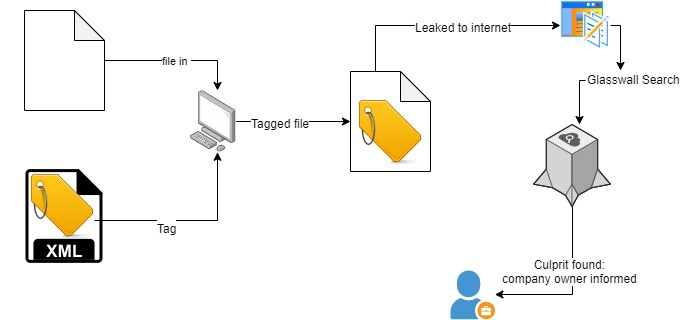 Leaked to internet
file in
Glasswall Search
Tagged file
Tag
XML
Culprit found:
company owner informed